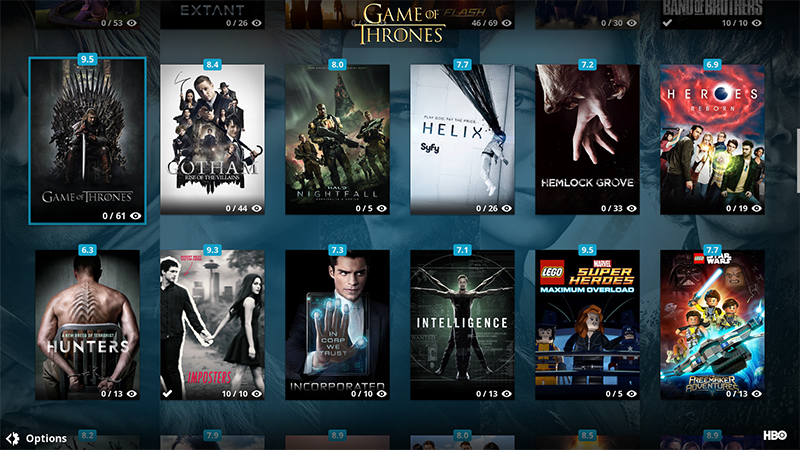 EXTANT
GAME OF
THRONES
FLASH
BAND OF BROTHERS
0 / 53
0 / 26
46 / 69
10 / 10
9.5
8.4
8.0
7.7
7.2
6.9
GAME OF THRONES
0 / 61
GOTHAM
RISE OF THE VILLAINS
0 / 44
HALO
NIGHTFALL
0 / 5
PLAY GOD. PAY THE PRICE.
HELIX
Syfy
0 / 26
HEMLOCK GROVE
0 / 33
HEROES
REBORN
0 / 19
6.3
9.3
7.3
7.1
9.5
7.7
A NEW BREED OF TERRORIST
HUNTERS
0 / 13
IMPOSTERS
10 / 10
IN
CORP
WE
TRUST
INCORPORATED
0 / 10
INTELLIGENCE
0 / 13
LEGO
MARVEL
SUPER
HEROES
MAXIMUM OVERLOAD
0 / 5
LEGO
STAR
WARS
THE
FREEMAKER
ADVENTURES
0 / 13
Options
8.2
7.9
8.9
8.0
8.5
8.9
HBO